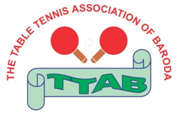 THE TABLE TENNIS ASSOCIATION OF BARODA
TTAB